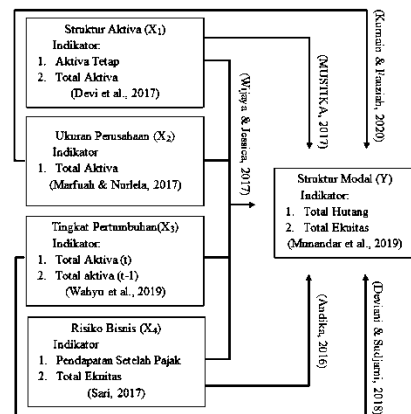 Struktur Aktiva (X1)
Indikator:
1. Aktiva Tetap
2. Total Aktiva
(Devi et al., 2017)
Ukuran Perusahaan (X2)
Indikator
1. Total Aktiva
(Marfuah & Nurlela, 2017)
Tingkat Pertumbuhan(X3)
Indikator:
1. Total Aktiva (t)
2. Total aktiva (t-1)
(Wahyu et al., 2019)
Risiko Bisnis (X4)
Indikator
1. Pendapatan Setelah Pajak
2. Total Ekuitas
(Sari, 2017)
(Wijaya & Jessica, 2017)
(MUSTIKA, 2017)
(Kurnain & Fauziah, 2020)
Struktur Modal (Y)
Indikator:
1. Total Hutang
2. Total Ekuitas
(Munandar et al., 2019)
(Andika, 2016)
(Deviani & Sudjarni, 2018)